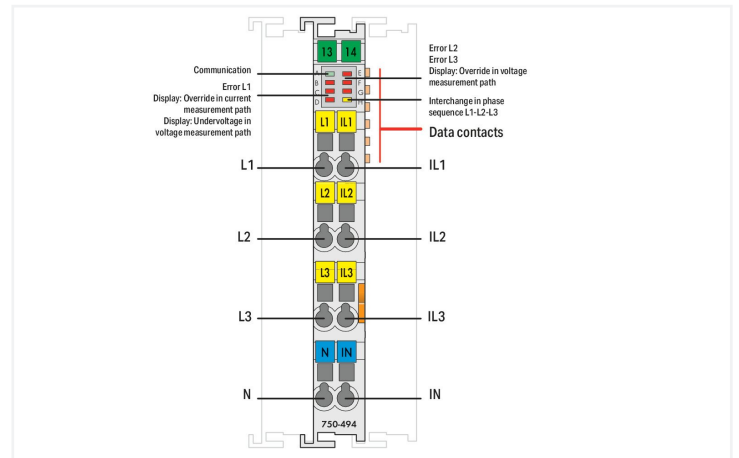 13 14
Communication
Error L1
Display: Override in current
measurement path
Display: Undervoltage in
voltage measurement path
A E
B F
C G
D H
Error L2
Error L3
Display: Override in voltage
measurement path
Interchange in phase
sequence L1-L2-L3
Data contacts
L1 IL1
L1 IL1
L2 IL2
L2 IL2
L3 IL3
L3 IL3
N IN
N IN
750-494